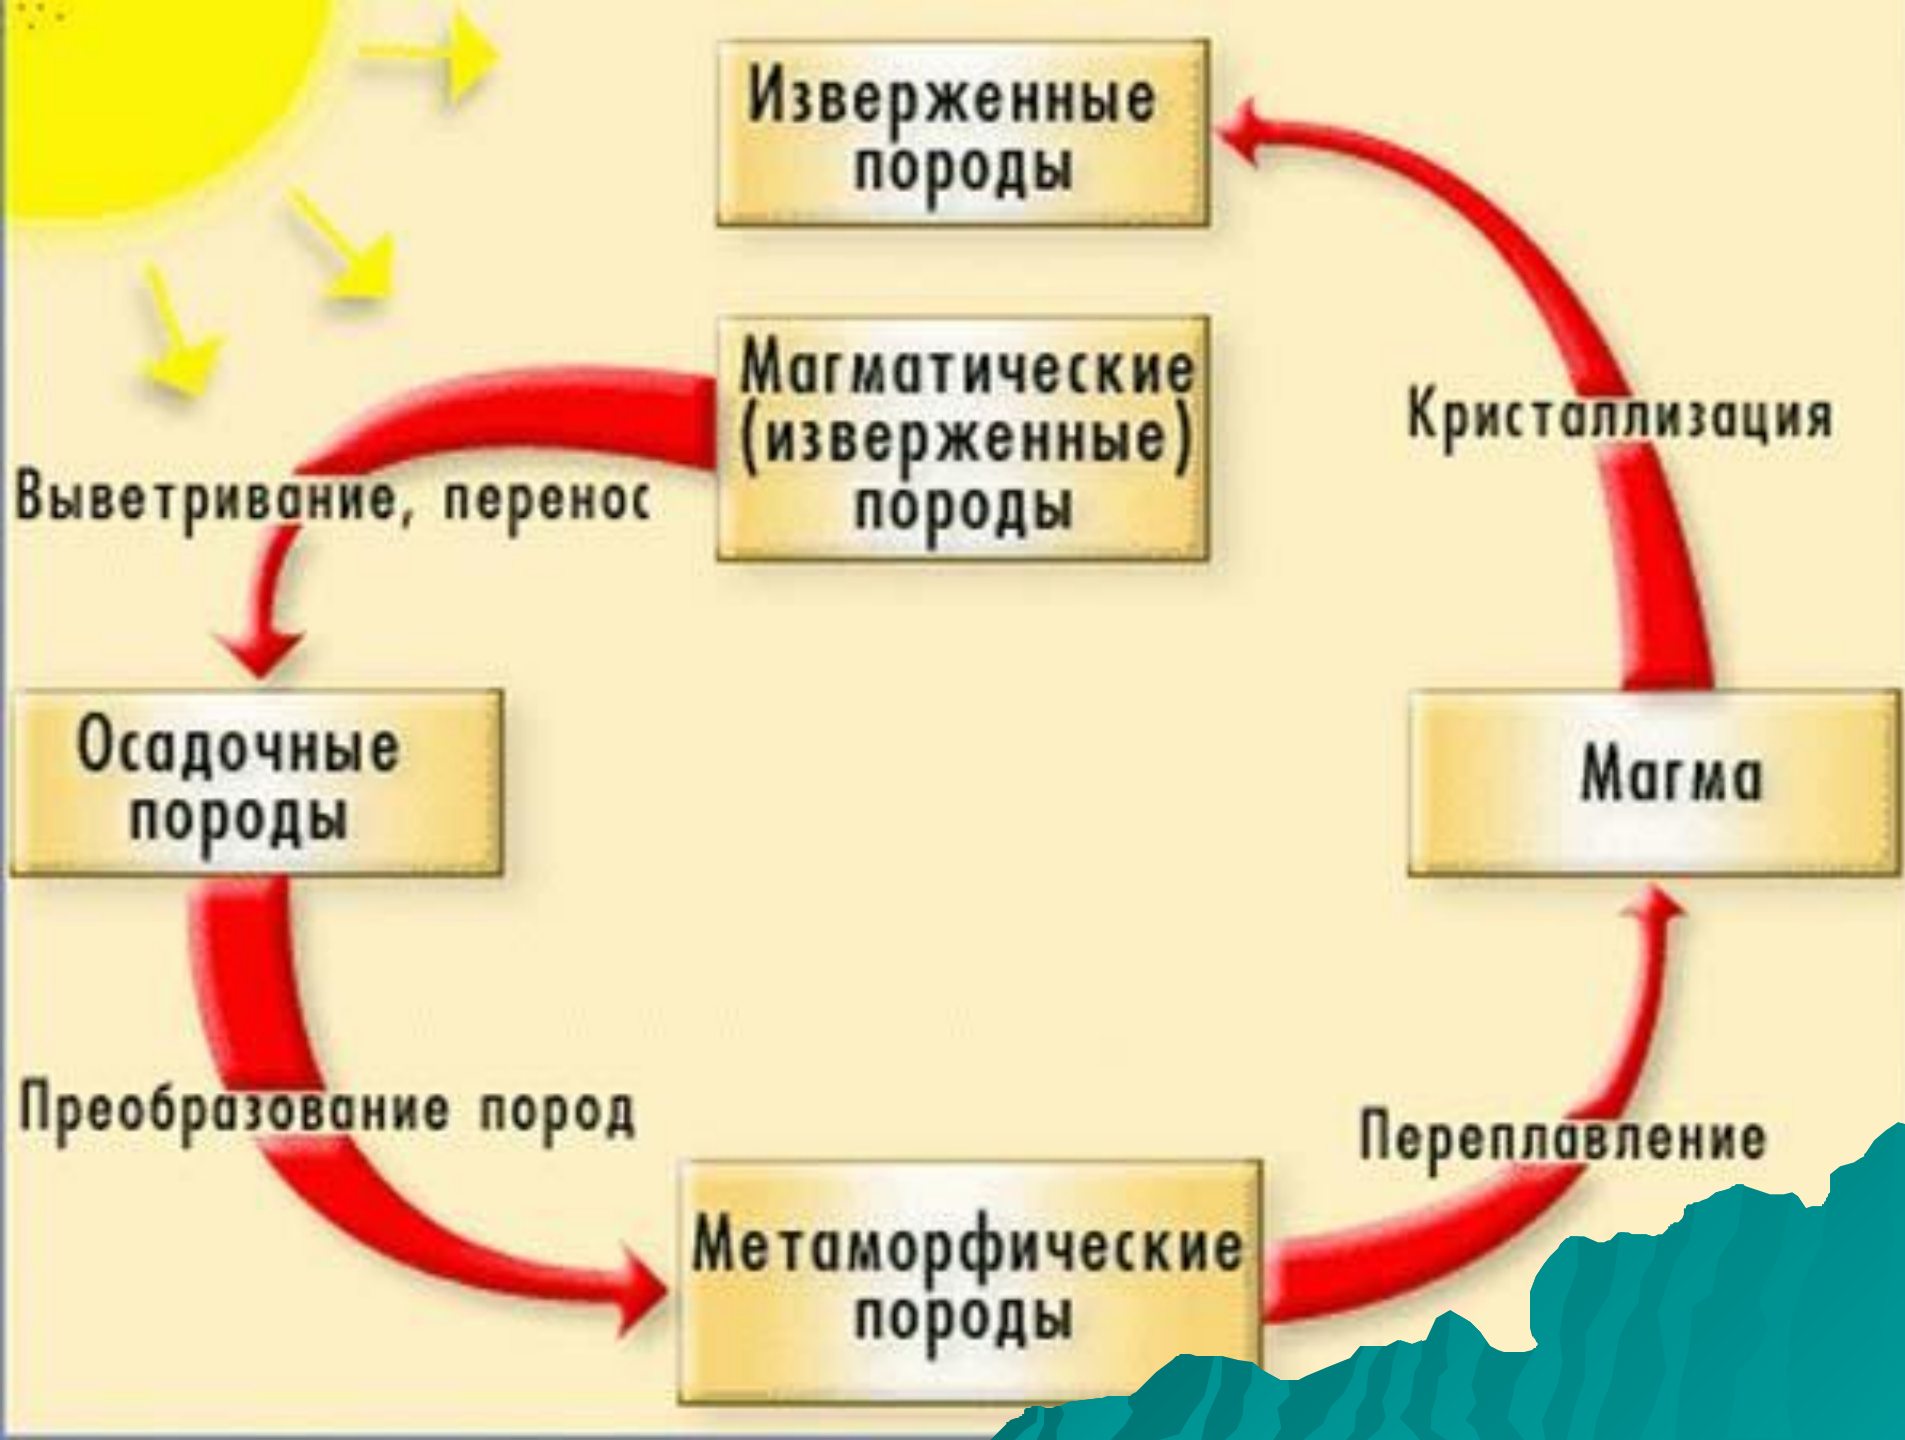 Изверженные
породы
Магматические
(изверженные)
породы
Кристаллизация
Выветривание, перенос
Осадочные
породы
Магма
Преобразование пород
Переплавление
Метаморфические
породы